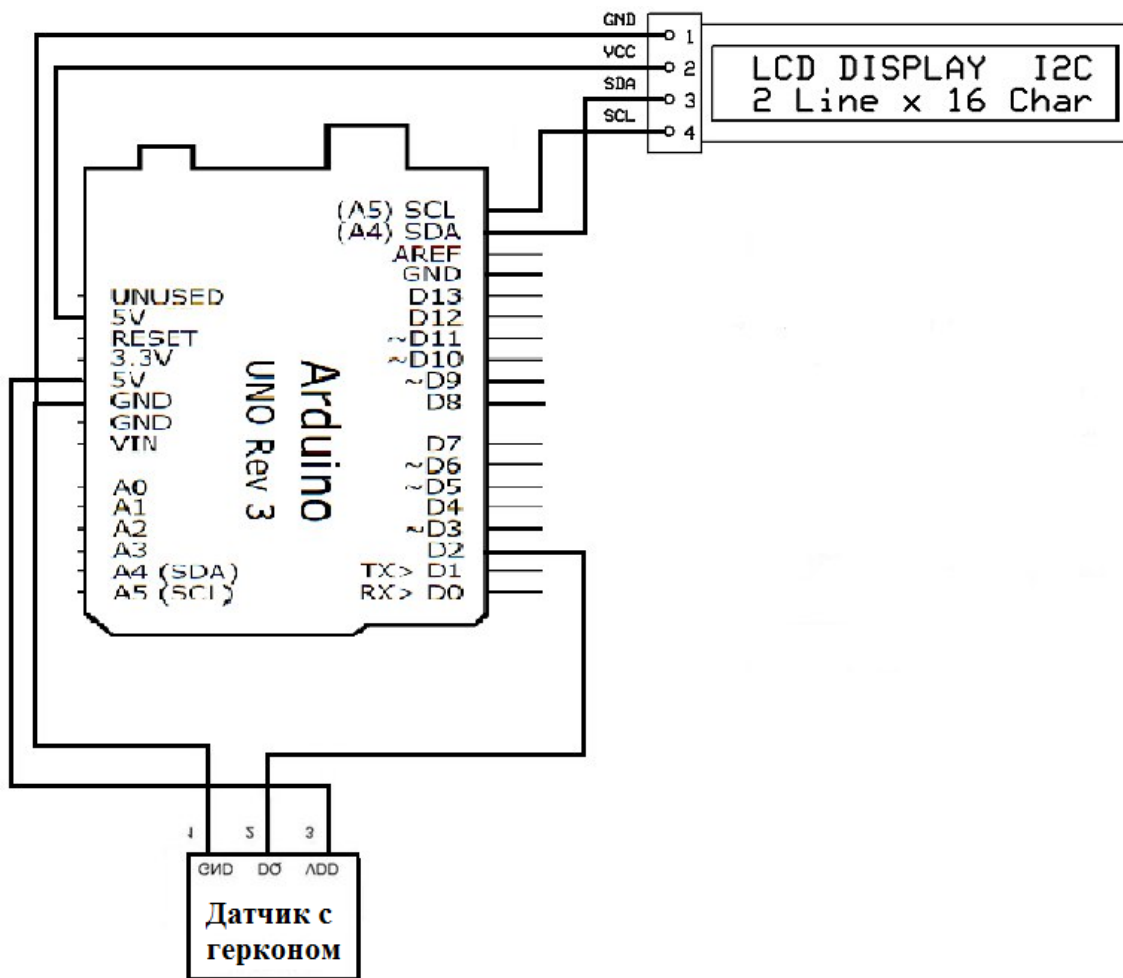 GND
1
VCC
2
SDA
3
SCL
4
LCD DISPLAY I2C
2 Line x 16 Char
(A5) SCL
(A4) SDA
AREF
GND
D13
D12
~D11
~D10
~D9
D8
D7
~D6
~D5
D4
~D3
D2
TX> D1
RX> D0
UNUSED
5V
RESET
3.3V
5V
GND
GND
VIN
A0
A1
A2
A3
A4 (SDA)
A5 (SCL)
Arduino
UNO Rev 3
1 2 3
GND DQ VDD
Датчик с
герконом